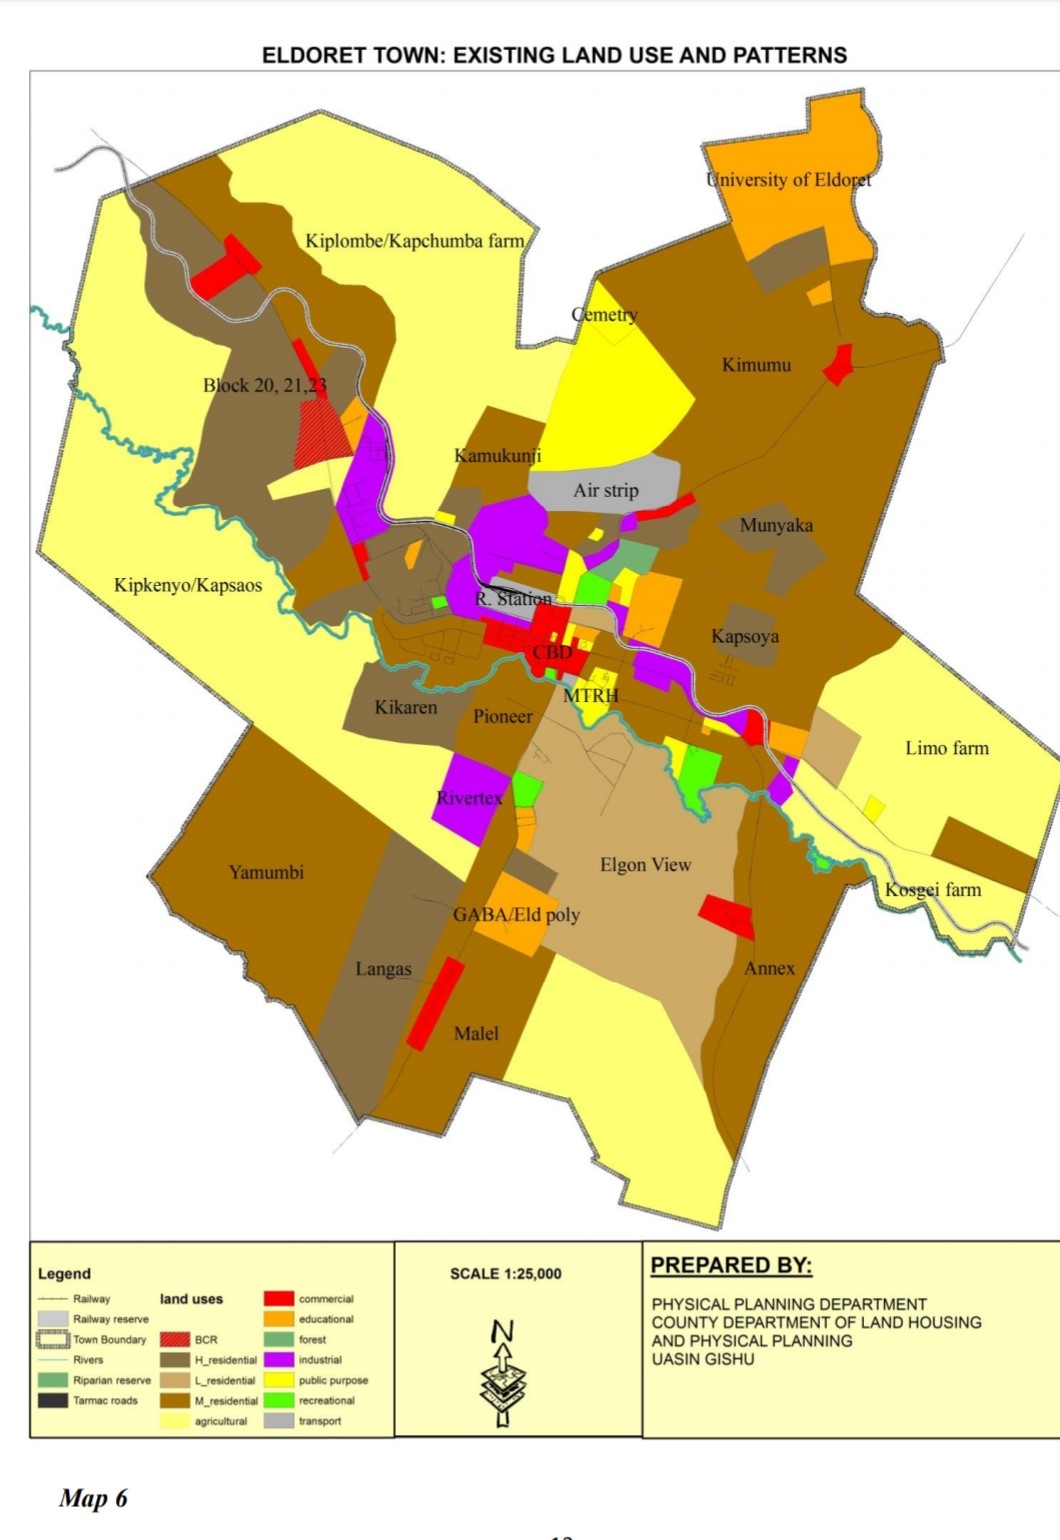 ELDORET TOWN: EXISTING LAND USE AND PATTERNS
University of Eldoret
Kiplombe/Kapchumba farm
Cemetry
Kimumu
Block 20, 21,23
Kamukunji
Air strip
Munyaka
Kipkenyo/Kapsaos
R. Station
Kapsoya
CBD
MTRH
Kikaren
Pioneer
Limo farm
Rivertex
Elgon View
Yamumbi
Kosgei farm
GABA/Eld poly
Langas
Annex
Malel
Legend
Railway
Railway reserve
Town Boundary
Rivers
Riparian reserve
Tarmac roads
land uses
BCR
H_residential
L_residential
M_residential
agricultural
commercial
educational
forest
industrial
public purpose
recreational
transport
SCALE 1:25,000
N
PREPARED BY:
PHYSICAL PLANNING DEPARTMENT
COUNTY DEPARTMENT OF LAND HOUSING
AND PHYSICAL PLANNING
UASIN GISHU
Map 6